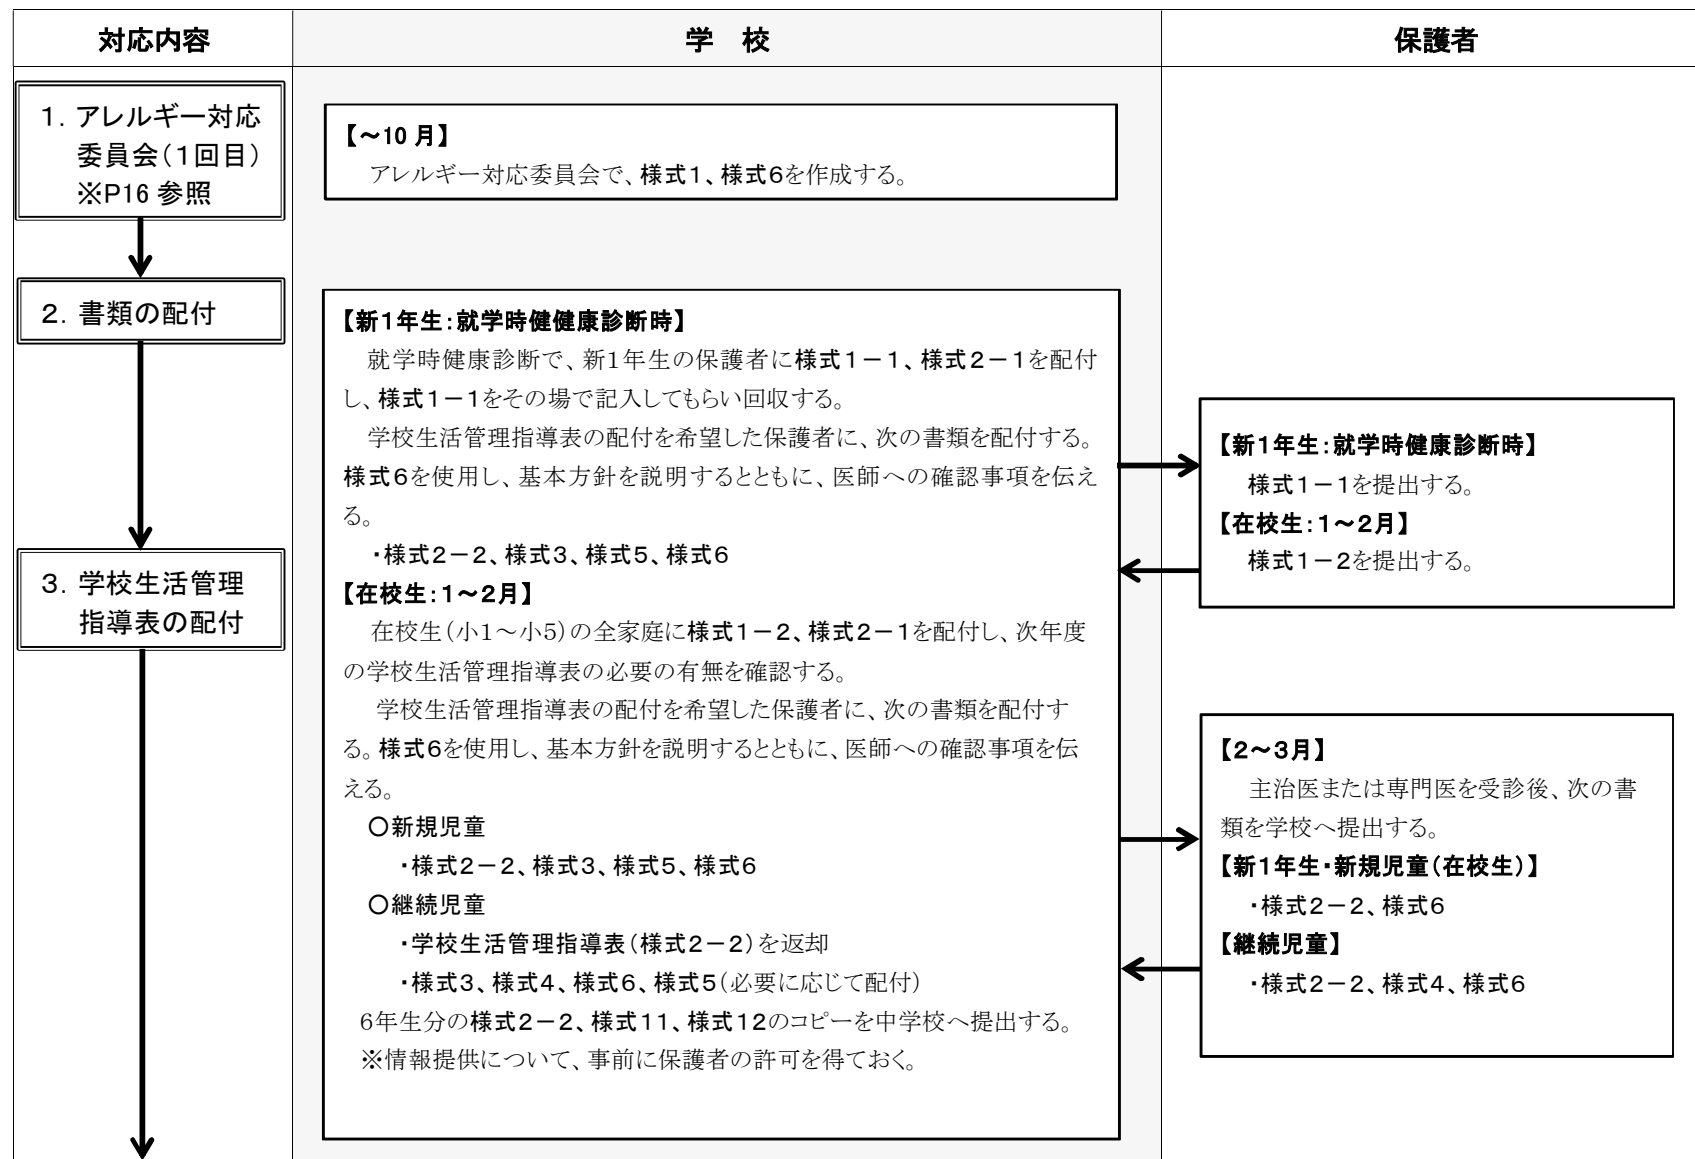 対応内容
学　校
保護者
1．アレルギー対応
委員会（1回目）
※P16 参照
【～10 月】
アレルギー対応委員会で、様式1、様式6を作成する。
2．書類の配付
【新1年生：就学時健健康診断時】
就学時健康診断で、新1年生の保護者に様式1－1、様式2－1を配付
し、様式1－1をその場で記入してもらい回収する。
学校生活管理指導表の配付を希望した保護者に、次の書類を配付する。
様式6を使用し、基本方針を説明するとともに、医師への確認事項を伝え
る。
・様式2－2、様式3、様式5、様式6
【在校生：1～2月】
在校生（小1～小5）の全家庭に様式1－2、様式2－1を配付し、次年度
の学校生活管理指導表の必要の有無を確認する。
学校生活管理指導表の配付を希望した保護者に、次の書類を配付す
る。様式6を使用し、基本方針を説明するとともに、医師への確認事項を伝
える。
○新規児童
・様式2－2、様式3、様式5、様式6
○継続児童
・学校生活管理指導表（様式2－2）を返却
・様式3、様式4、様式6、様式5（必要に応じて配付）
6年生分の様式2－2、様式11、様式12のコピーを中学校へ提出する。
※情報提供について、事前に保護者の許可を得ておく。
【新1年生：就学時健康診断時】
様式1－1を提出する。
【在校生：1～2月】
様式1－2を提出する。
3．学校生活管理
指導表の配付
【2～3月】
主治医または専門医を受診後、次の書
類を学校へ提出する。
【新1年生・新規児童（在校生）】
・様式2－2、様式6
【継続児童】
・様式2－2、様式4、様式6